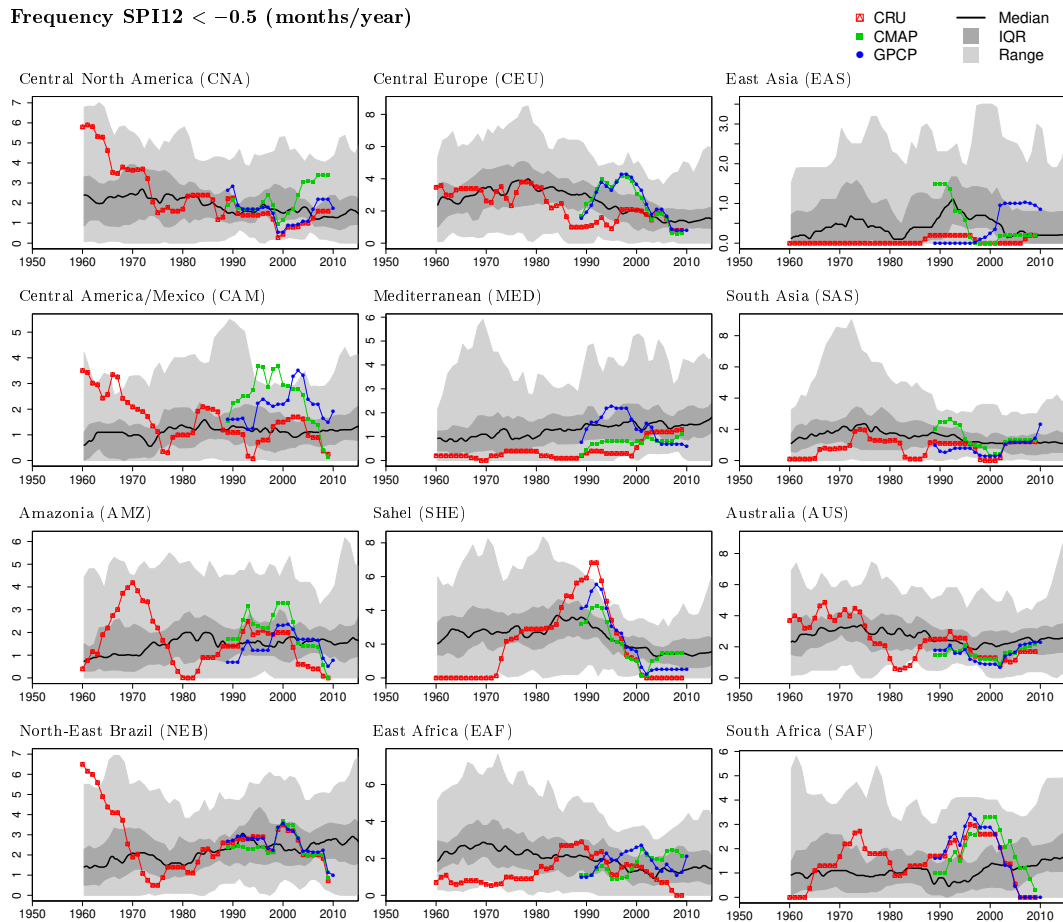 Frequency SPI12 < −0.5 (months/year)
CRU
CMAP
GPCP
Median
IQR
Range
Central North America (CNA)
0 1 2 3 4 5 6 7
1950 1960 1970 1980 1990 2000 2010
Central Europe (CEU)
0 2 4 6 8
1950 1960 1970 1980 1990 2000 2010
East Asia (EAS)
0.0 1.0 2.0 3.0
1950 1960 1970 1980 1990 2000 2010
Central America/Mexico (CAM)
0 1 2 3 4 5
1950 1960 1970 1980 1990 2000 2010
Mediterranean (MED)
0 1 2 3 4 5 6
1950 1960 1970 1980 1990 2000 2010
South Asia (SAS)
0 2 4 6 8
1950 1960 1970 1980 1990 2000 2010
Amazonia (AMZ)
0 1 2 3 4 5 6
1950 1960 1970 1980 1990 2000 2010
Sahel (SHE)
0 2 4 6 8
1950 1960 1970 1980 1990 2000 2010
Australia (AUS)
0 2 4 6 8
1950 1960 1970 1980 1990 2000 2010
North-East Brazil (NEB)
0 1 2 3 4 5 6 7
1950 1960 1970 1980 1990 2000 2010
East Africa (EAF)
0 2 4 6 8
1950 1960 1970 1980 1990 2000 2010
South Africa (SAF)
0 1 2 3 4 5 6
1950 1960 1970 1980 1990 2000 2010